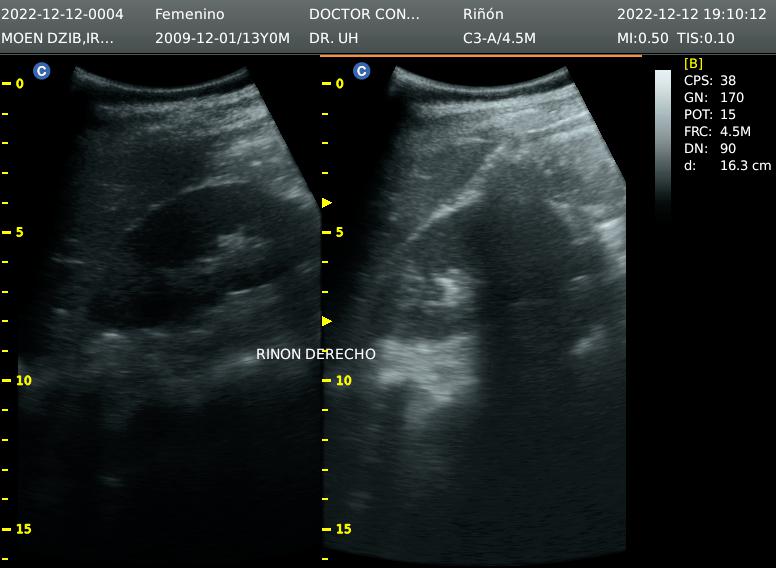 2022-12-12-0004 Femenino DOCTOR CON... Riñón 2022-12-12 19:10:12
MOEN DZIB,IR... 2009-12-01/13Y0M DR. UH C3-A/4.5M MI:0.50 TIS:0.10
C C [B]
0 0 CPS: 38
GN: 170
POT: 15
FRC: 4.5M
DN: 90
d: 16.3 cm
5 5
RINON DERECHO
10 10
15 15